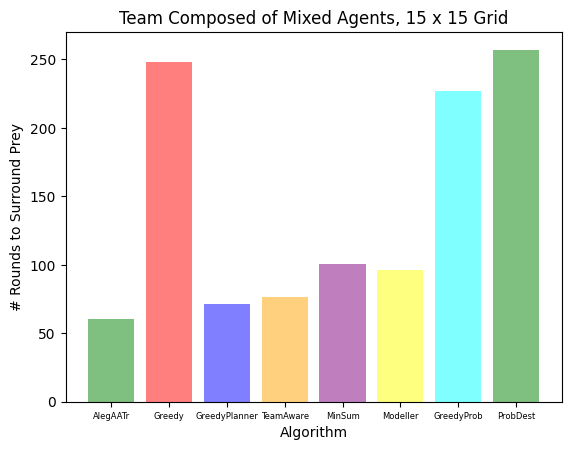 Team Composed of Mixed Agents, 15 x 15 Grid
# Rounds to Surround Prey
250
200
150
100
50
0
AlegAATr Greedy GreedyPlanner TeamAware MinSum Modeller GreedyProb ProbDest
Algorithm